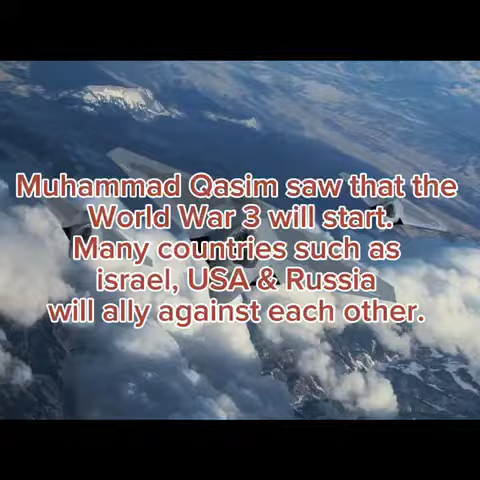 Muhammad Qasim saw that the
World War 3 will start.
Many countries such as
israel, USA & Russia
will ally against each other.